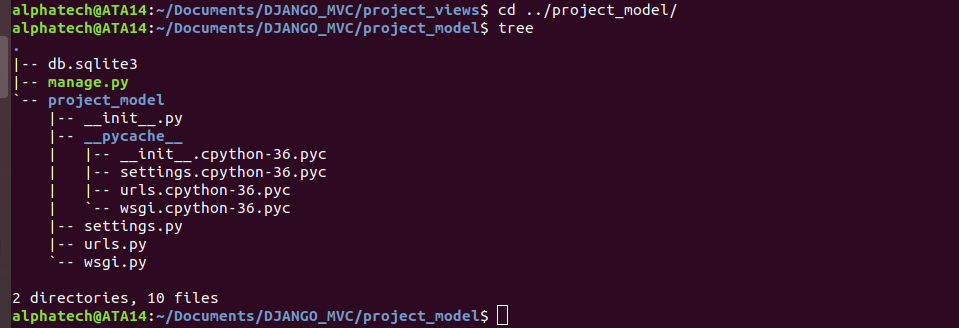 alphatech@ATA14:~/Documents/DJANGO_MVC/project_views$ cd ../project_model/
alphatech@ATA14:~/Documents/DJANGO_MVC/project_model$ tree
.
|-- db.sqlite3
|-- manage.py
`-- project_model
    |-- __init__.py
    |-- __pycache__
    |   |-- __init__.cpython-36.pyc
    |   |-- settings.cpython-36.pyc
    |   |-- urls.cpython-36.pyc
    |   `-- wsgi.cpython-36.pyc
    |-- settings.py
    |-- urls.py
    `-- wsgi.py

2 directories, 10 files
alphatech@ATA14:~/Documents/DJANGO_MVC/project_model$